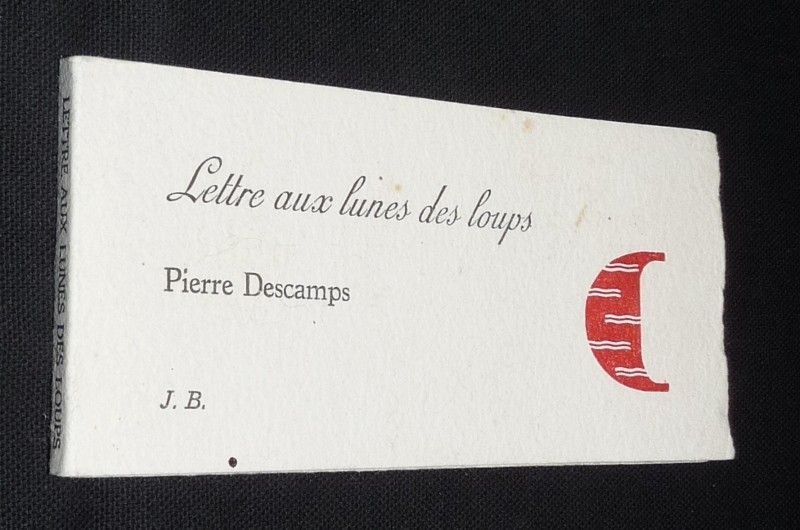 LETTRE AUX LUNES DES LOUPS
Lettre aux lunes des loups
Pierre Descamps
J. B.